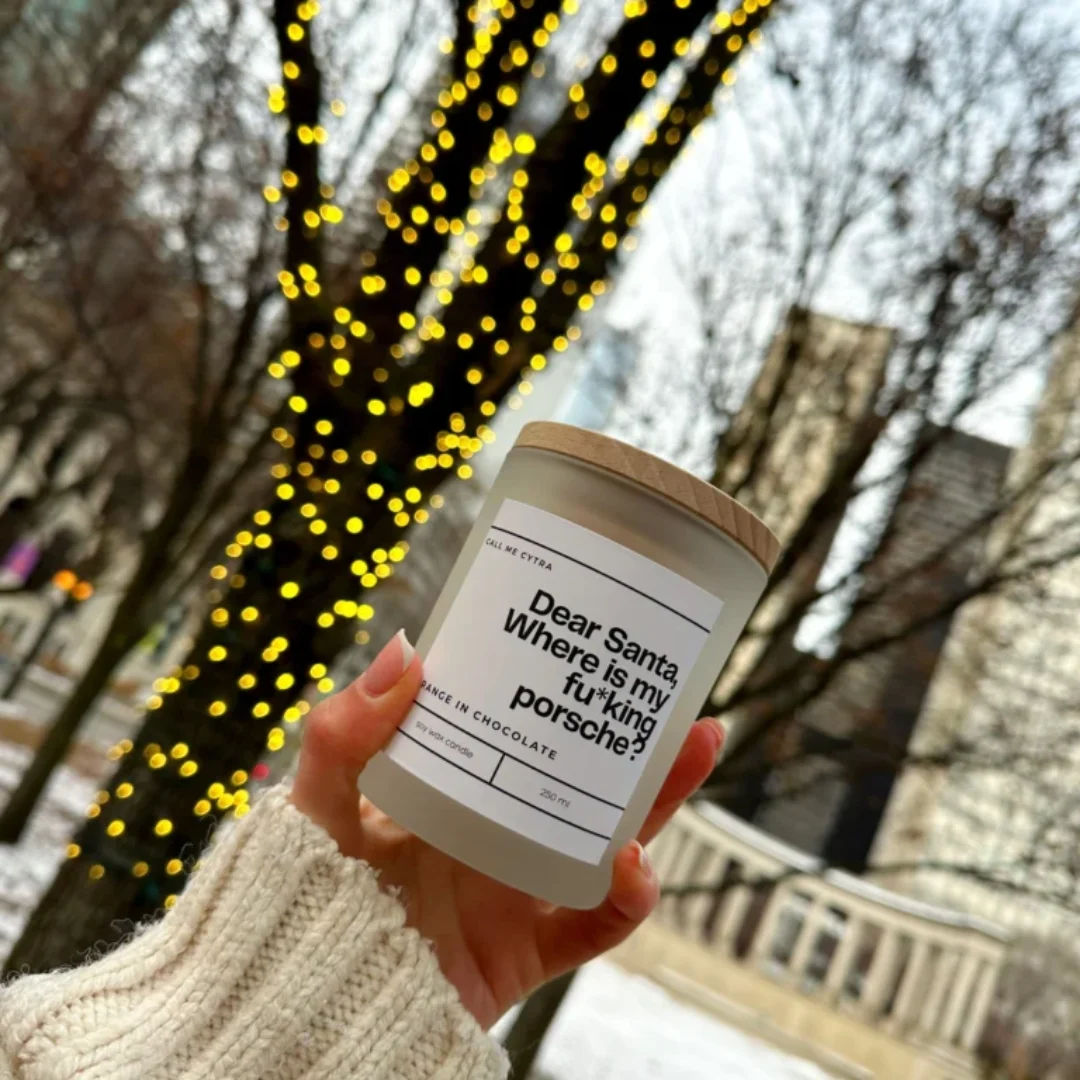 CALL ME CYTRA
Dear Santa,
Where is my
fu*king
porsche?
RANGE IN CHOCOLATE
soy wax candle
250 ml